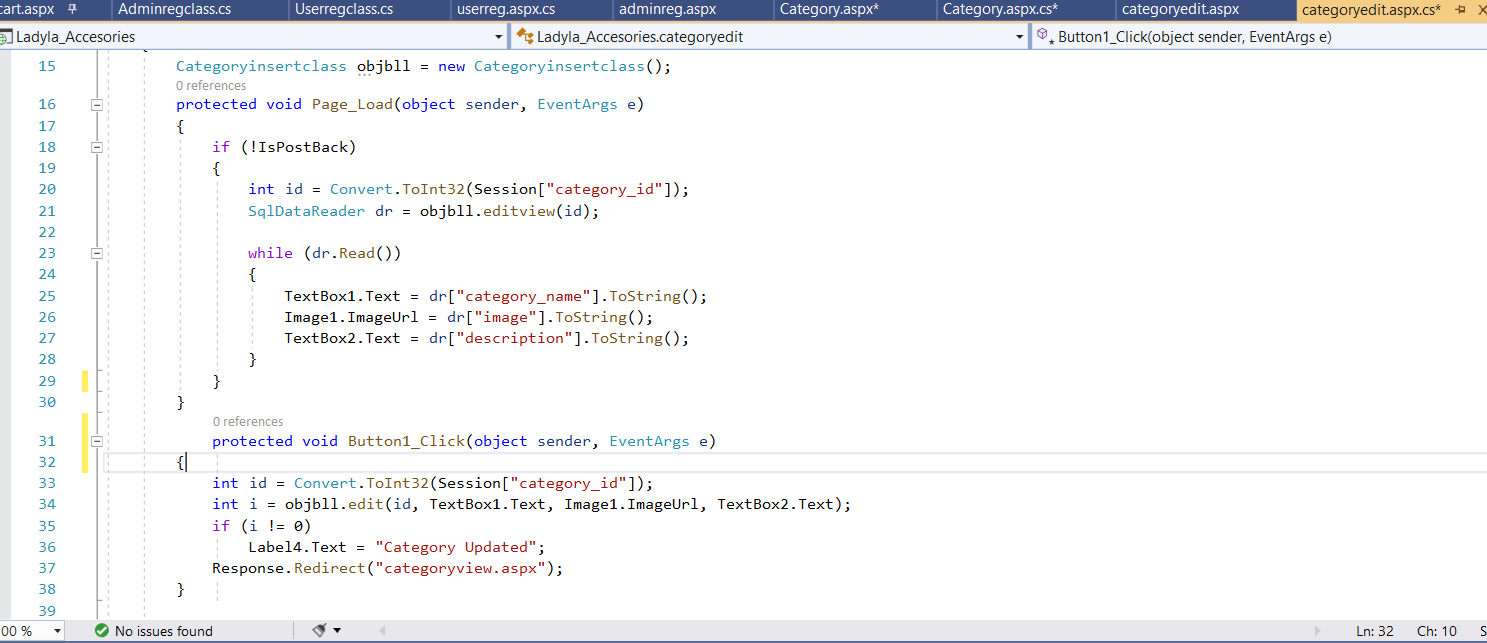 cart.aspx Adminregclass.cs Userregclass.cs userreg.aspx.cs adminreg.aspx Category.aspx* Category.aspx.cs* categoryedit.aspx categoryedit.aspx.cs*
Ladyla_Accesories Ladyla_Accesories.categoryedit Button1_Click(object sender, EventArgs e)
15 Categoryinsertclass objbll = new Categoryinsertclass();
0 references
16 protected void Page_Load(object sender, EventArgs e)
17 {
18 if (!IsPostBack)
19 {
20 int id = Convert.ToInt32(Session["category_id"]);
21 SqlDataReader dr = objbll.editview(id);
22
23 while (dr.Read())
24 {
25 TextBox1.Text = dr["category_name"].ToString();
26 Image1.ImageUrl = dr["image"].ToString();
27 TextBox2.Text = dr["description"].ToString();
28 }
29 }
30 }
0 references
31 protected void Button1_Click(object sender, EventArgs e)
32 {
33 int id = Convert.ToInt32(Session["category_id"]);
34 int i = objbll.edit(id, TextBox1.Text, Image1.ImageUrl, TextBox2.Text);
35 if (i != 0)
36 Label4.Text = "Category Updated";
37 Response.Redirect("categoryview.aspx");
38 }
39
00 % No issues found Ln: 32 Ch: 10 S